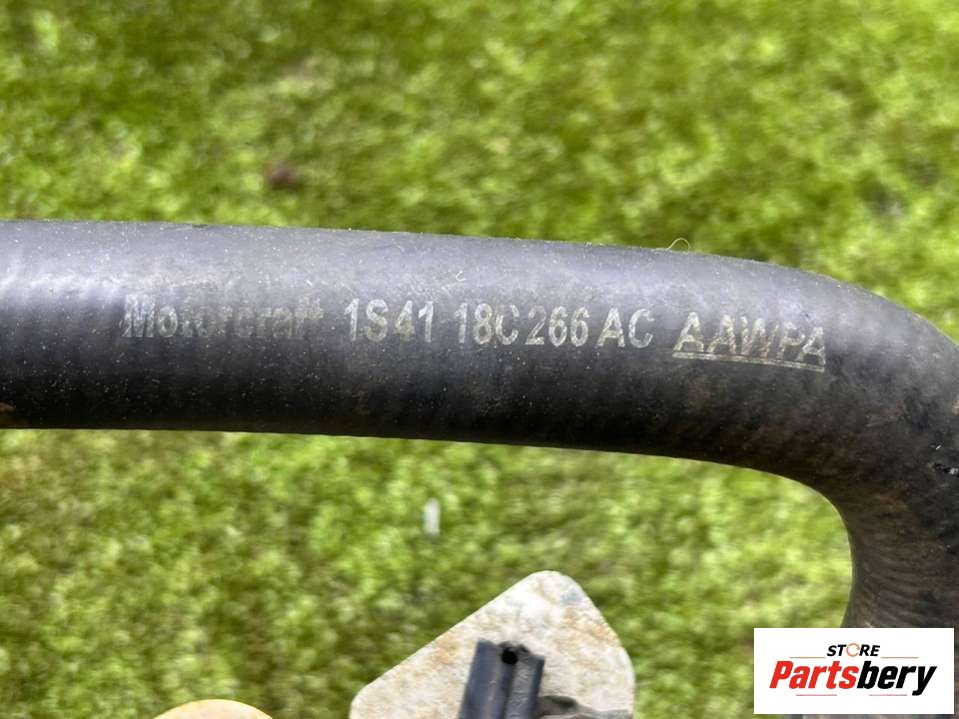 Motorcraft 1S41 18C266 AC AAWPA
STORE
Partsbery